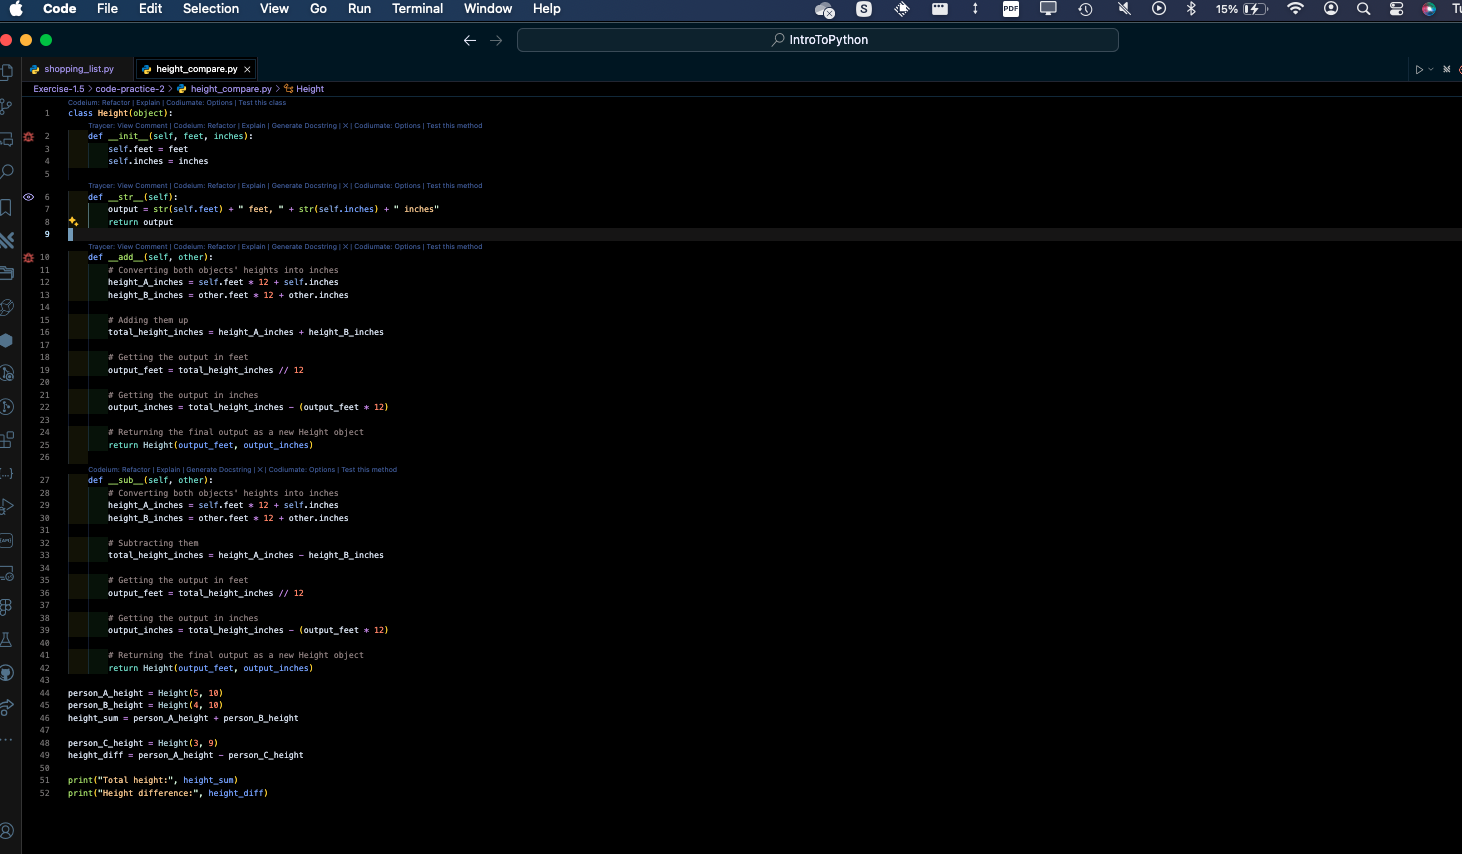 Code File Edit Selection View Go Run Terminal Window Help
S PDF 15%
IntroToPython
shopping_list.py height_compare.py ×
Exercise-1.5 > code-practice-2 > height_compare.py > Height
Codeium: Refactor | Explain | Codiumate: Options | Test this class
1 class Height(object):
Traycer: View Comment | Codeium: Refactor | Explain | Generate Docstring | X | Codiumate: Options | Test this method
2 def __init__(self, feet, inches):
3 self.feet = feet
4 self.inches = inches
5
Traycer: View Comment | Codeium: Refactor | Explain | Generate Docstring | X | Codiumate: Options | Test this method
6 def __str__(self):
7 output = str(self.feet) + " feet, " + str(self.inches) + " inches"
8 return output
9
Traycer: View Comment | Codeium: Refactor | Explain | Generate Docstring | X | Codiumate: Options | Test this method
10 def __add__(self, other):
11 # Converting both objects' heights into inches
12 height_A_inches = self.feet * 12 + self.inches
13 height_B_inches = other.feet * 12 + other.inches
14
15 # Adding them up
16 total_height_inches = height_A_inches + height_B_inches
17
18 # Getting the output in feet
19 output_feet = total_height_inches // 12
20
21 # Getting the output in inches
22 output_inches = total_height_inches - (output_feet * 12)
23
24 # Returning the final output as a new Height object
25 return Height(output_feet, output_inches)
26
Codeium: Refactor | Explain | Generate Docstring | X | Codiumate: Options | Test this method
27 def __sub__(self, other):
28 # Converting both objects' heights into inches
29 height_A_inches = self.feet * 12 + self.inches
30 height_B_inches = other.feet * 12 + other.inches
31
32 # Subtracting them
33 total_height_inches = height_A_inches - height_B_inches
34
35 # Getting the output in feet
36 output_feet = total_height_inches // 12
37
38 # Getting the output in inches
39 output_inches = total_height_inches - (output_feet * 12)
40
41 # Returning the final output as a new Height object
42 return Height(output_feet, output_inches)
43
44 person_A_height = Height(5, 10)
45 person_B_height = Height(4, 10)
46 height_sum = person_A_height + person_B_height
47
48 person_C_height = Height(3, 9)
49 height_diff = person_A_height - person_C_height
50
51 print("Total height:", height_sum)
52 print("Height difference:", height_diff)